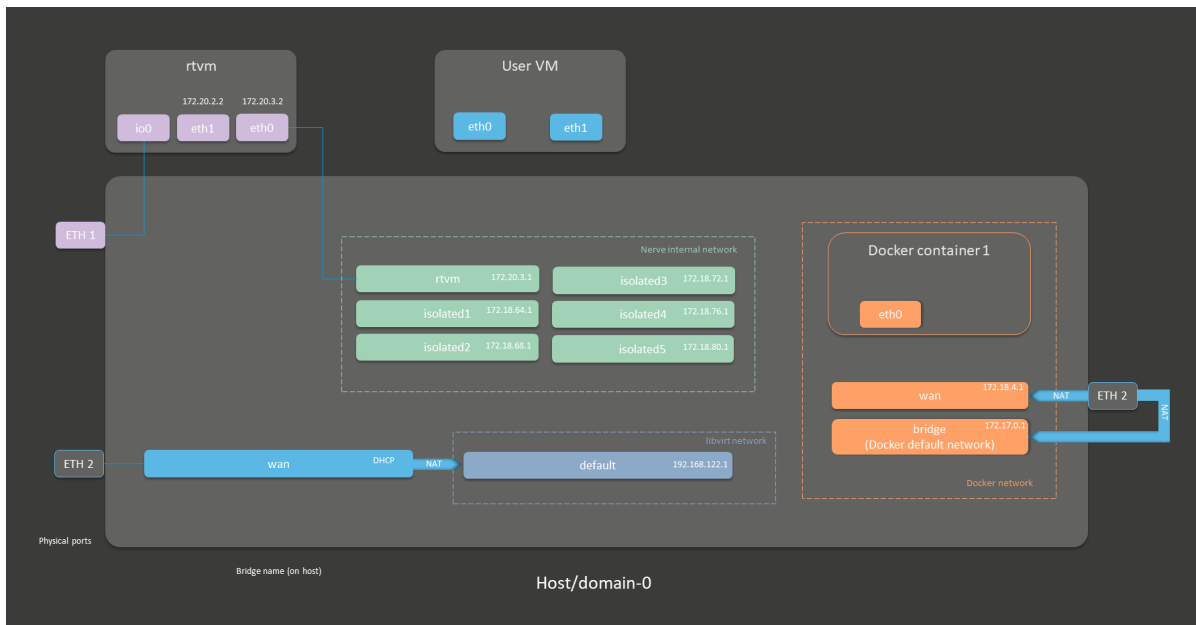 rtvm
172.20.2.2
172.20.3.2
io0
eth1
eth0
User VM
eth0
eth1
ETH 1
Nerve internal network
rtvm
172.20.3.1
isolated3
172.18.72.1
isolated1
172.18.64.1
isolated4
172.18.76.1
isolated2
172.18.68.1
isolated5
172.18.80.1
Docker container 1
eth0
wan
172.18.4.1
NAT
ETH 2
NAT
bridge
172.17.0.1
(Docker default network)
Docker network
ETH 2
wan
DHCP
NAT
libvirt network
default
192.168.122.1
Physical ports
Bridge name (on host)
Host/domain-0